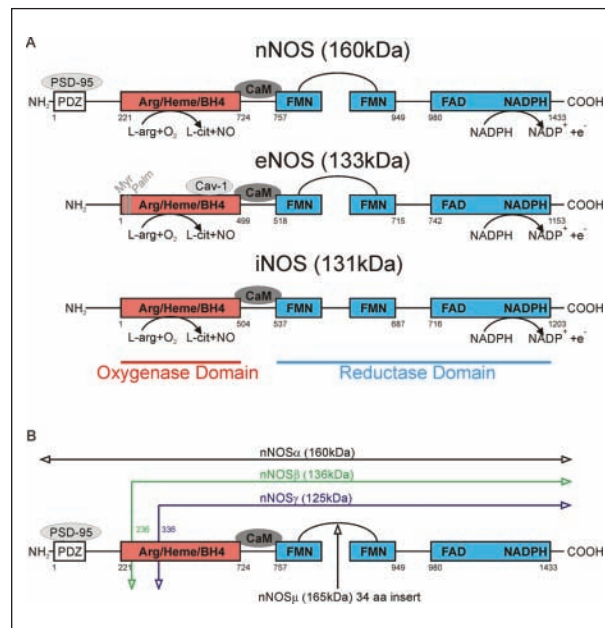 A
nNOS (160kDa)
PSD-95
CaM
NH₂ PDZ Arg/Heme/BH4 FMN FMN FAD NADPH COOH
1 221 724 757 949 980 1433
L-arg+O₂ L-cit+NO NADPH NADP⁺ +e⁻
eNOS (133kDa)
Myr Palm Cav-1 CaM
NH₂ Arg/Heme/BH4 FMN FMN FAD NADPH COOH
1 499 518 715 742 1153
L-arg+O₂ L-cit+NO NADPH NADP⁺ +e⁻
iNOS (131kDa)
CaM
NH₂ Arg/Heme/BH4 FMN FMN FAD NADPH COOH
1 504 537 687 716 1203
L-arg+O₂ L-cit+NO NADPH NADP⁺ +e⁻
Oxygenase Domain Reductase Domain
B
nNOSα (160kDa)
nNOSβ (136kDa)
nNOSγ (125kDa)
236 336
PSD-95
CaM
NH₂ PDZ Arg/Heme/BH4 FMN FMN FAD NADPH COOH
1 221 724 757 949 980 1433
nNOSμ (165kDa) 34 aa insert